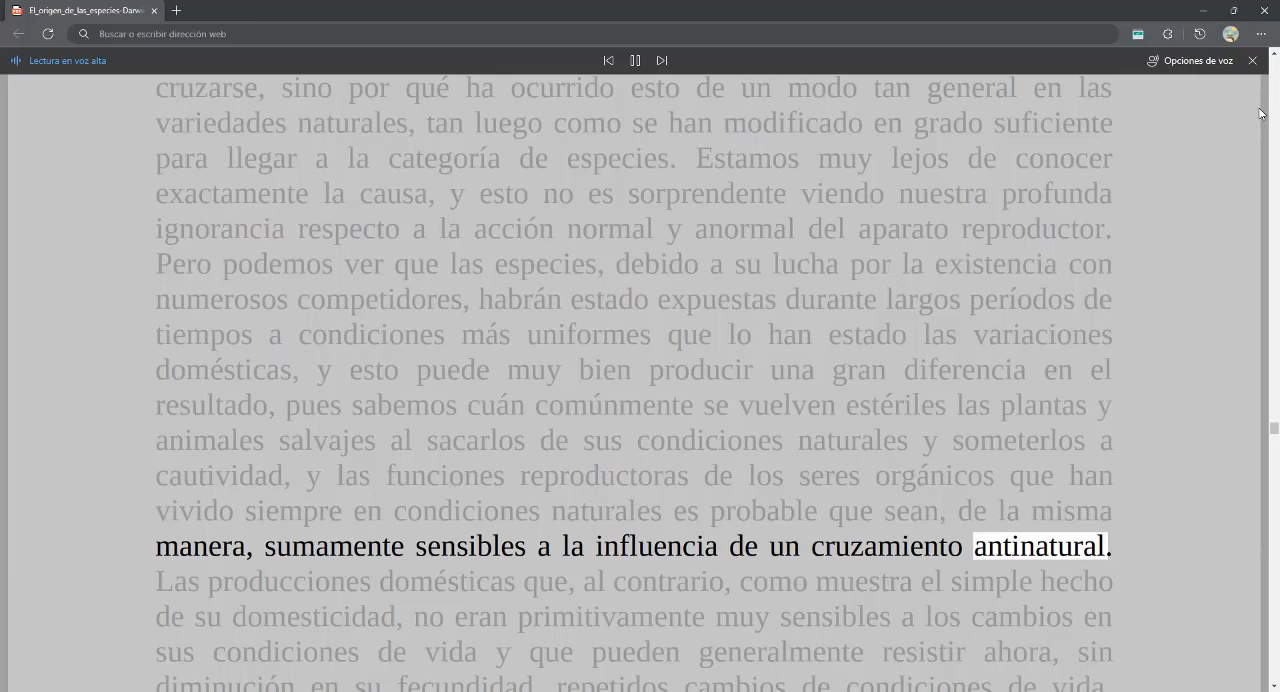 El_origen_de_las_especies-Darwi
Buscar o escribir dirección web
Lectura en voz alta
Opciones de voz
cruzarse, sino por qué ha ocurrido esto de un modo tan general en las
variedades naturales, tan luego como se han modificado en grado suficiente
para llegar a la categoría de especies. Estamos muy lejos de conocer
exactamente la causa, y esto no es sorprendente viendo nuestra profunda
ignorancia respecto a la acción normal y anormal del aparato reproductor.
Pero podemos ver que las especies, debido a su lucha por la existencia con
numerosos competidores, habrán estado expuestas durante largos períodos de
tiempos a condiciones más uniformes que lo han estado las variaciones
domésticas, y esto puede muy bien producir una gran diferencia en el
resultado, pues sabemos cuán comúnmente se vuelven estériles las plantas y
animales salvajes al sacarlos de sus condiciones naturales y someterlos a
cautividad, y las funciones reproductoras de los seres orgánicos que han
vivido siempre en condiciones naturales es probable que sean, de la misma
manera, sumamente sensibles a la influencia de un cruzamiento antinatural.
Las producciones domésticas que, al contrario, como muestra el simple hecho
de su domesticidad, no eran primitivamente muy sensibles a los cambios en
sus condiciones de vida y que pueden generalmente resistir ahora, sin
diminución en su fecundidad, repetidos cambios de condiciones de vida,